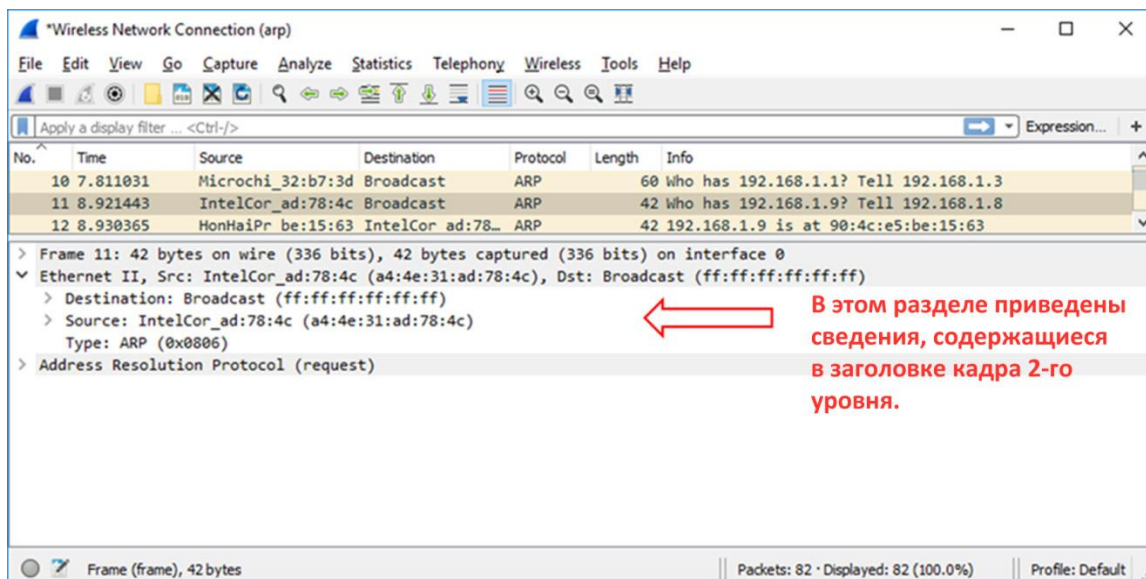 *Wireless Network Connection (arp)
File Edit View Go Capture Analyze Statistics Telephony Wireless Tools Help
Apply a display filter ... <Ctrl-/> Expression... +
No. Time Source Destination Protocol Length Info
10 7.811031 Microchi_32:b7:3d Broadcast ARP 60 Who has 192.168.1.1? Tell 192.168.1.3
11 8.921443 IntelCor_ad:78:4c Broadcast ARP 42 Who has 192.168.1.9? Tell 192.168.1.8
12 8.930365 HonHaiPr_be:15:63 IntelCor_ad:78… ARP 42 192.168.1.9 is at 90:4c:e5:be:15:63
> Frame 11: 42 bytes on wire (336 bits), 42 bytes captured (336 bits) on interface 0
Ethernet II, Src: IntelCor_ad:78:4c (a4:4e:31:ad:78:4c), Dst: Broadcast (ff:ff:ff:ff:ff:ff)
> Destination: Broadcast (ff:ff:ff:ff:ff:ff)
> Source: IntelCor_ad:78:4c (a4:4e:31:ad:78:4c)
Type: ARP (0x0806)
> Address Resolution Protocol (request)
В этом разделе приведены
сведения, содержащиеся
в заголовке кадра 2-го
уровня.
Frame (frame), 42 bytes Packets: 82 · Displayed: 82 (100.0%) Profile: Default